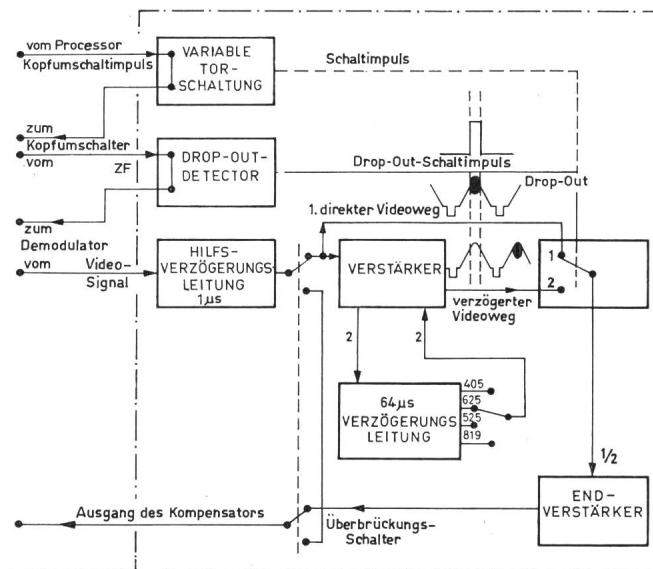 vom Processor
Kopfumschaltimpuls
VARIABLE
TOR-
SCHALTUNG
Schaltimpuls
zum
Kopfumschalter
vom
ZF
DROP-OUT-
DETECTOR
Drop-Out-Schaltimpuls
Drop-Out
zum
Demodulator
vom
Video-
Signal
HILFS-
VERZÖGERUNGS
LEITUNG
1µs
1. direkter Videoweg
VERSTÄRKER
verzögerter
Videoweg
1
2
2
2
64µs
VERZÖGERUNGS
LEITUNG
405
625
525
819
1/2
END-
VERSTÄRKER
Ausgang des Kompensators
Überbrückungs-
Schalter